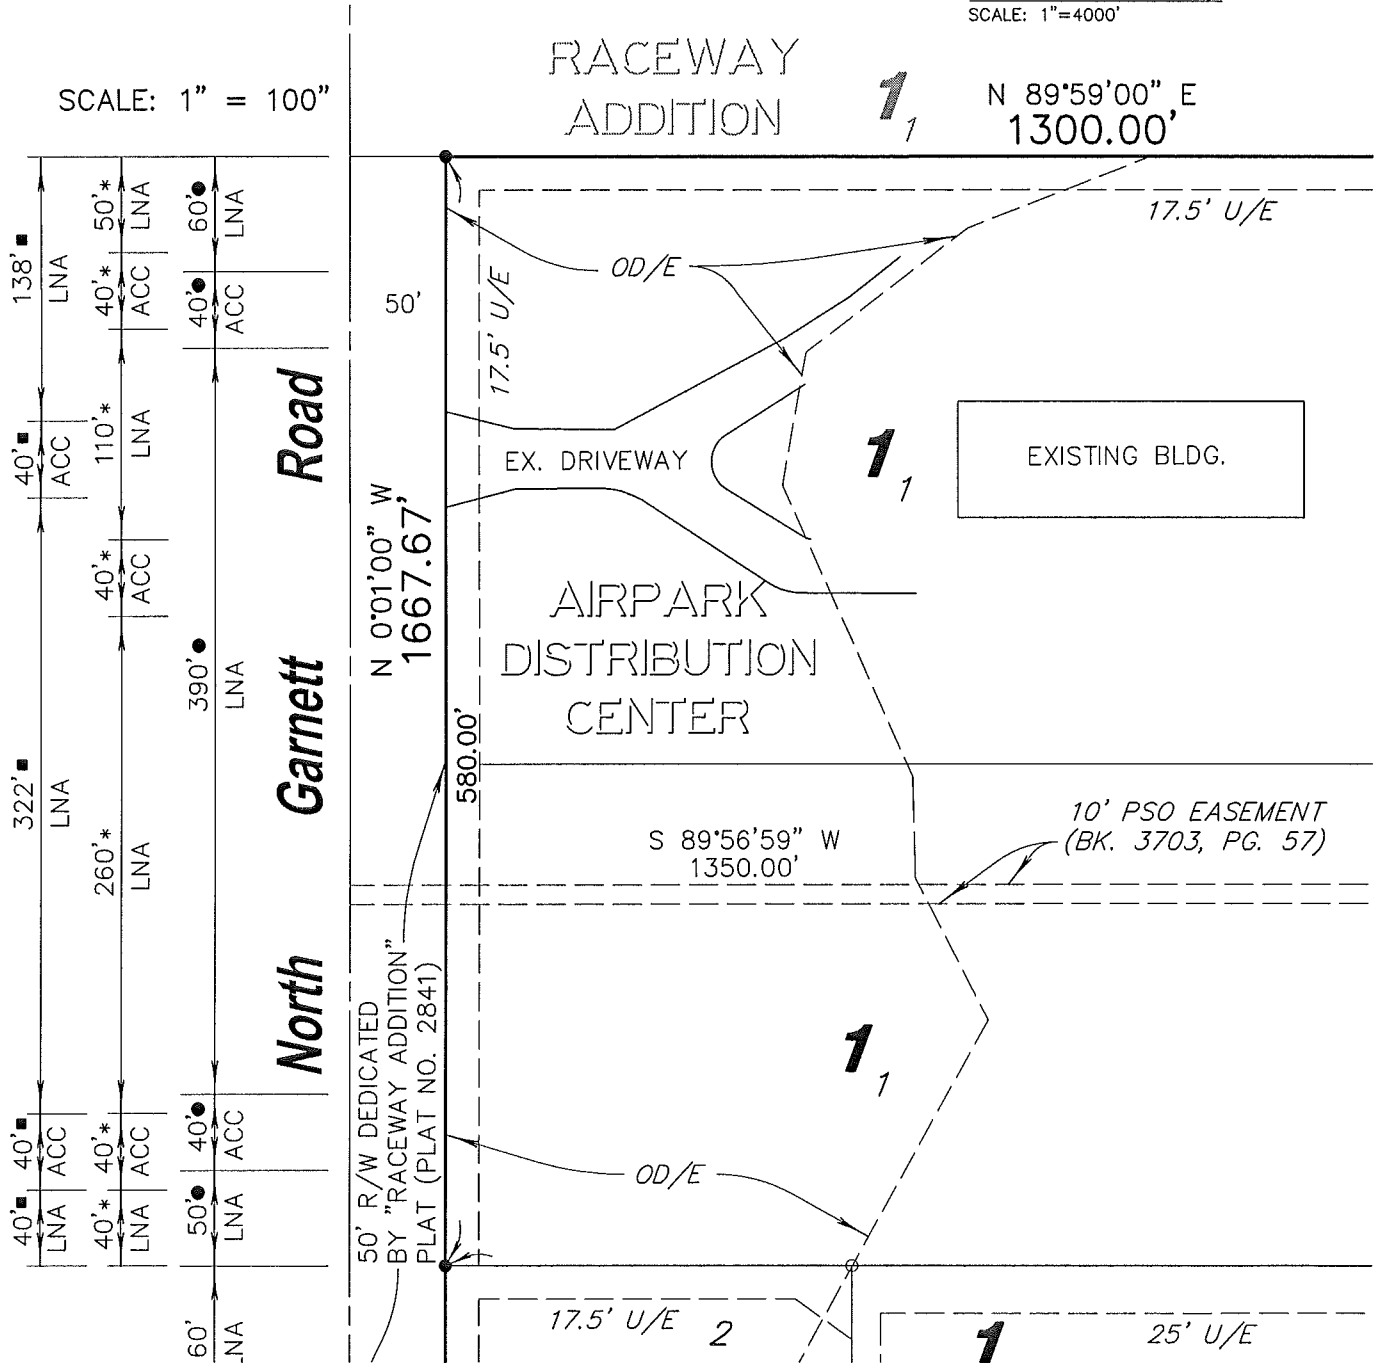 SCALE: 1"=4000'
RACEWAY
ADDITION
1 1
SCALE: 1" = 100"
N 89°59'00" E
1300.00'
138'■
LNA
40'■
ACC
322'■
LNA
40'■
ACC
40'■
LNA
50'*
LNA
40'*
ACC
110'*
LNA
40'*
ACC
260'*
LNA
40'*
ACC
40'*
LNA
60'●
LNA
40'●
ACC
390'●
LNA
40'●
ACC
50'●
LNA
60'
LNA
North Garnett Road
50'
17.5' U/E
17.5' U/E
OD/E
EX. DRIVEWAY
1 1
EXISTING BLDG.
N 0°01'00" W
1667.67'
AIRPARK
DISTRIBUTION
CENTER
580.00'
S 89°56'59" W
1350.00'
10' PSO EASEMENT
(BK. 3703, PG. 57)
50' R/W DEDICATED
BY "RACEWAY ADDITION"
PLAT (PLAT NO. 2841)
1 1
OD/E
17.5' U/E
2
1
25' U/E